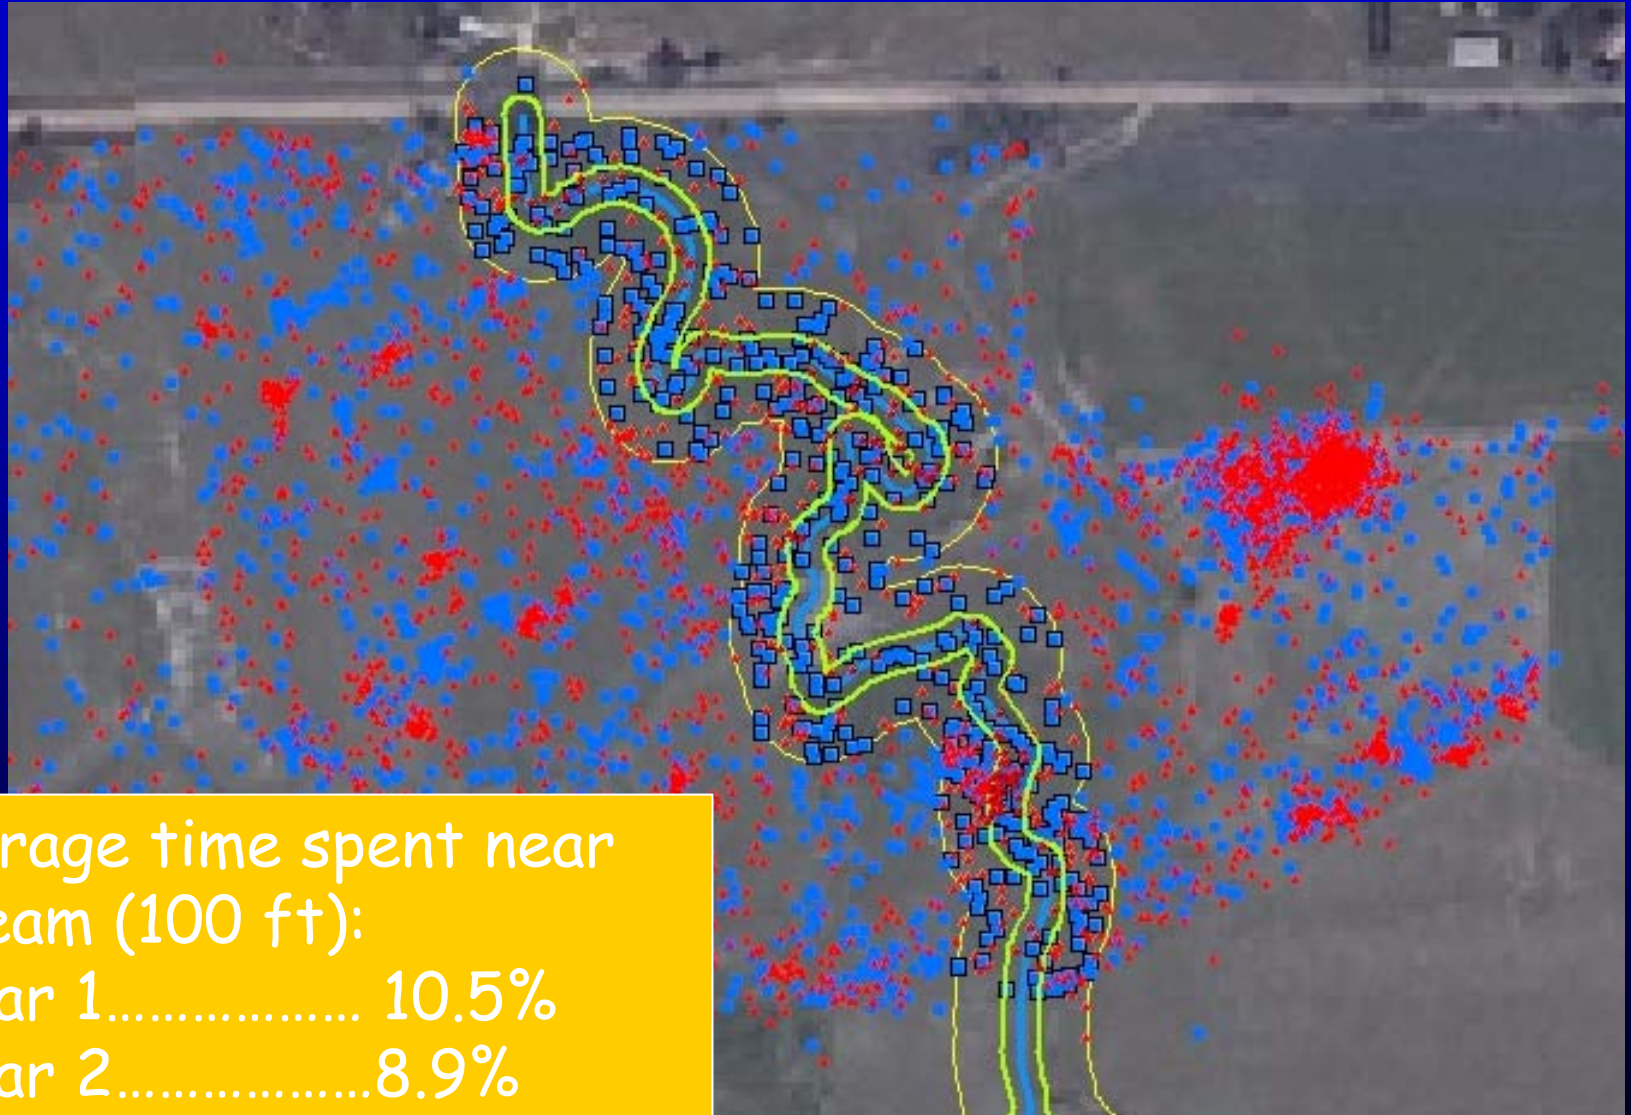 rage time spent near
eam (100 ft):
ar 1.................. 10.5%
ar 2..................8.9%